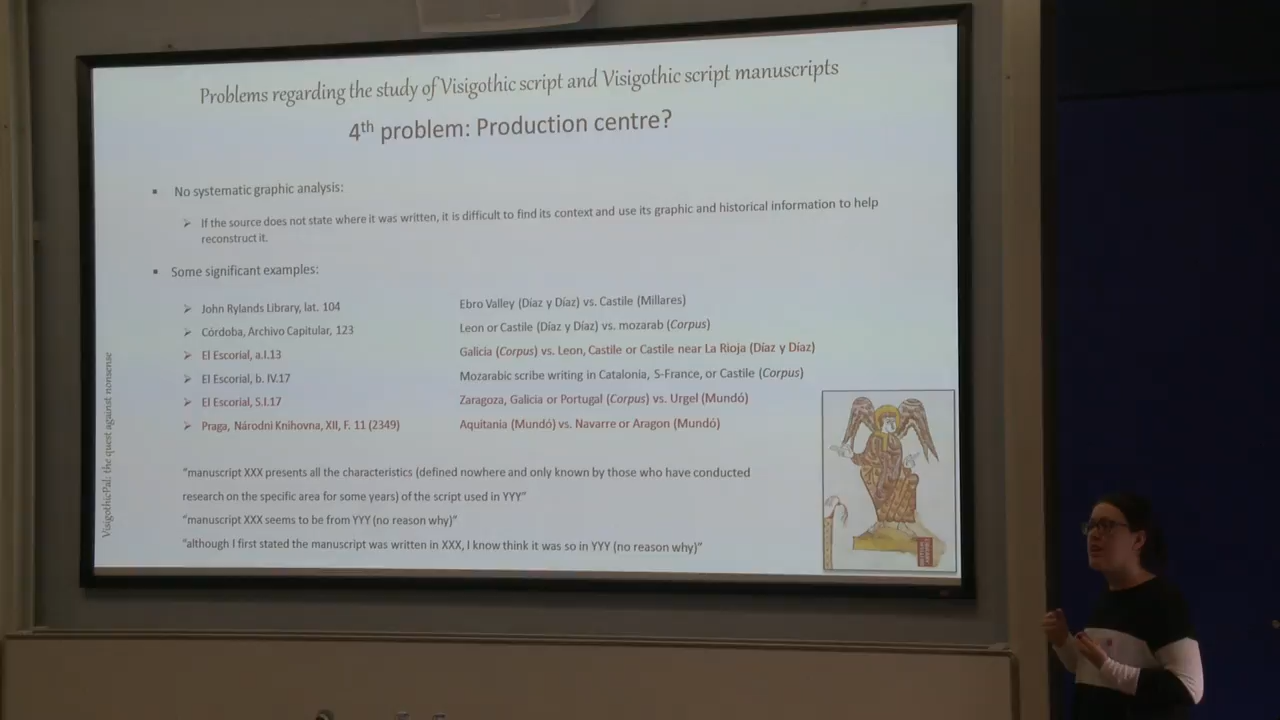 Problems regarding the study of Visigothic script and Visigothic script manuscripts
4th problem: Production centre?
▪ No systematic graphic analysis:
➢ If the source does not state where it was written, it is difficult to find its context and use its graphic and historical information to help
reconstruct it.
▪ Some significant examples:
➢ John Rylands Library, lat. 104 Ebro Valley (Díaz y Díaz) vs. Castile (Millares)
➢ Córdoba, Archivo Capitular, 123 Leon or Castile (Díaz y Díaz) vs. mozarab (Corpus)
➢ El Escorial, a.I.13 Galicia (Corpus) vs. Leon, Castile or Castile near La Rioja (Díaz y Díaz)
➢ El Escorial, b. IV.17 Mozarabic scribe writing in Catalonia, S-France, or Castile (Corpus)
➢ El Escorial, S.I.17 Zaragoza, Galicia or Portugal (Corpus) vs. Urgel (Mundó)
➢ Praga, Národni Knihovna, XII, F. 11 (2349) Aquitania (Mundó) vs. Navarre or Aragon (Mundó)
"manuscript XXX presents all the characteristics (defined nowhere and only known by those who have conducted
research on the specific area for some years) of the script used in YYY"
"manuscript XXX seems to be from YYY (no reason why)"
"although I first stated the manuscript was written in XXX, I know think it was so in YYY (no reason why)"
VisigothicPal: the quest against nonsense